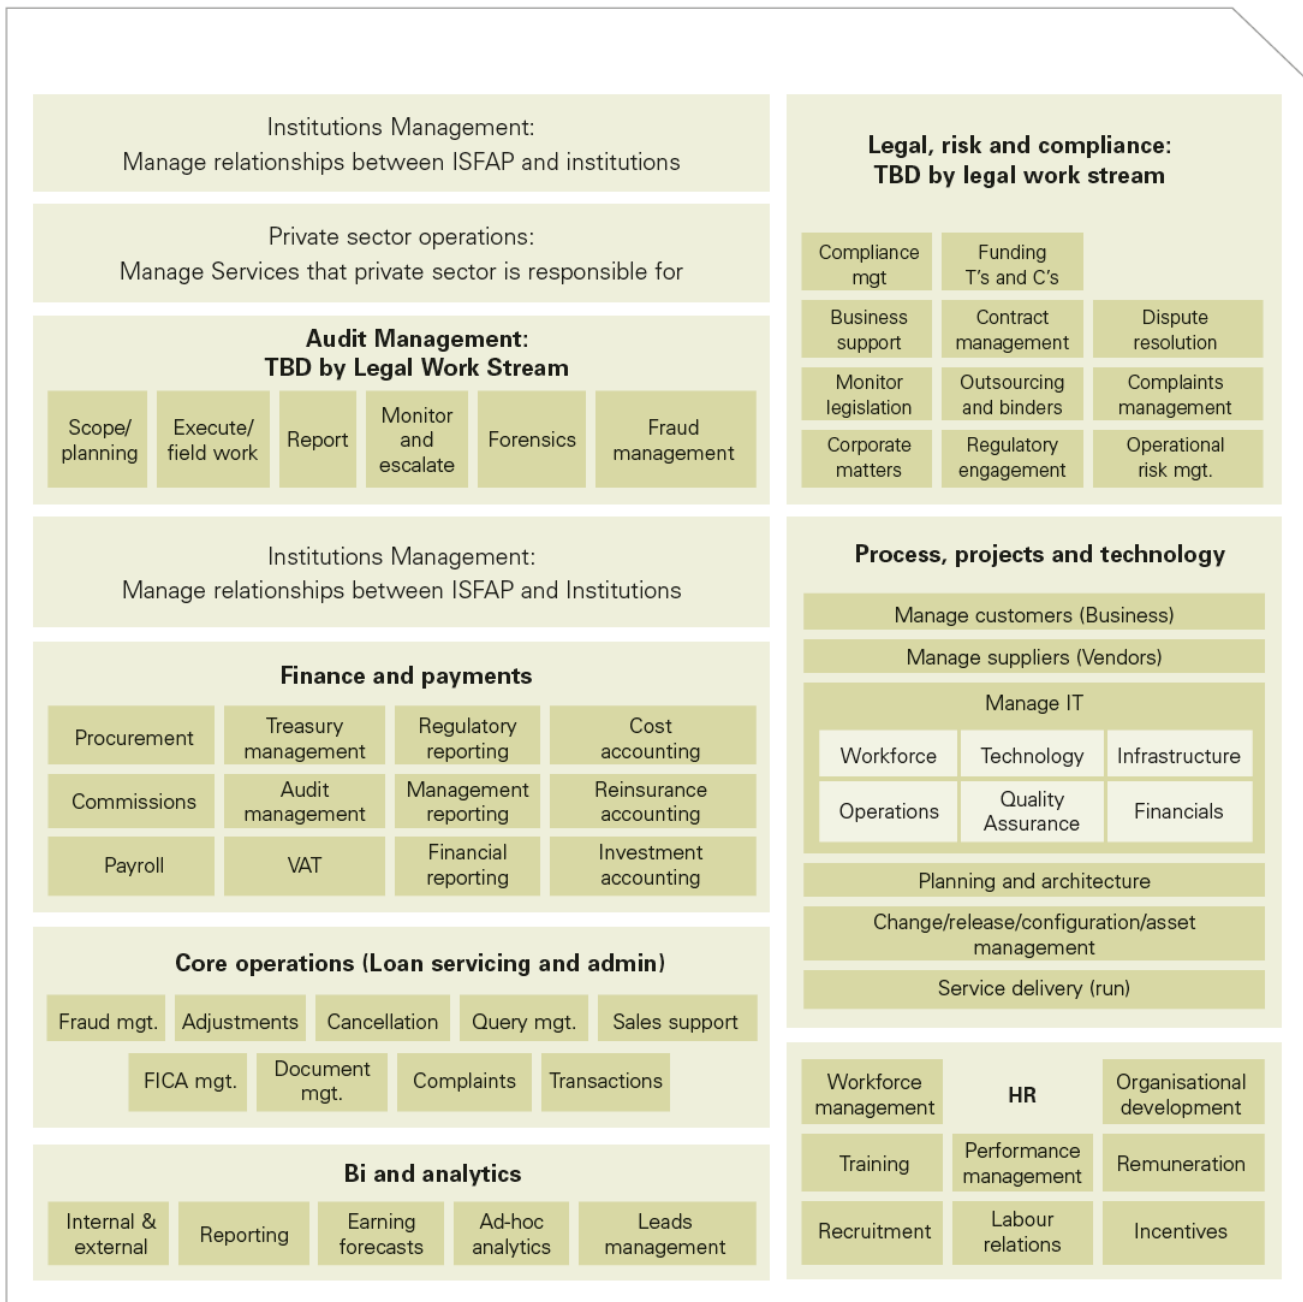 Institutions Management:
Manage relationships between ISFAP and institutions
Private sector operations:
Manage Services that private sector is responsible for
Audit Management:
TBD by Legal Work Stream
Scope/
planning
Execute/
field work
Report
Monitor
and
escalate
Forensics
Fraud
management
Institutions Management:
Manage relationships between ISFAP and Institutions
Finance and payments
Procurement
Treasury
management
Regulatory
reporting
Cost
accounting
Commissions
Audit
management
Management
reporting
Reinsurance
accounting
Payroll
VAT
Financial
reporting
Investment
accounting
Core operations (Loan servicing and admin)
Fraud mgt.
Adjustments
Cancellation
Query mgt.
Sales support
FICA mgt.
Document
mgt.
Complaints
Transactions
Bi and analytics
Internal &
external
Reporting
Earning
forecasts
Ad-hoc
analytics
Leads
management
Legal, risk and compliance:
TBD by legal work stream
Compliance
mgt
Funding
T's and C's
Business
support
Contract
management
Dispute
resolution
Monitor
legislation
Outsourcing
and binders
Complaints
management
Corporate
matters
Regulatory
engagement
Operational
risk mgt.
Process, projects and technology
Manage customers (Business)
Manage suppliers (Vendors)
Manage IT
Workforce
Technology
Infrastructure
Operations
Quality
Assurance
Financials
Planning and architecture
Change/release/configuration/asset
management
Service delivery (run)
Workforce
management
HR
Organisational
development
Training
Performance
management
Remuneration
Recruitment
Labour
relations
Incentives